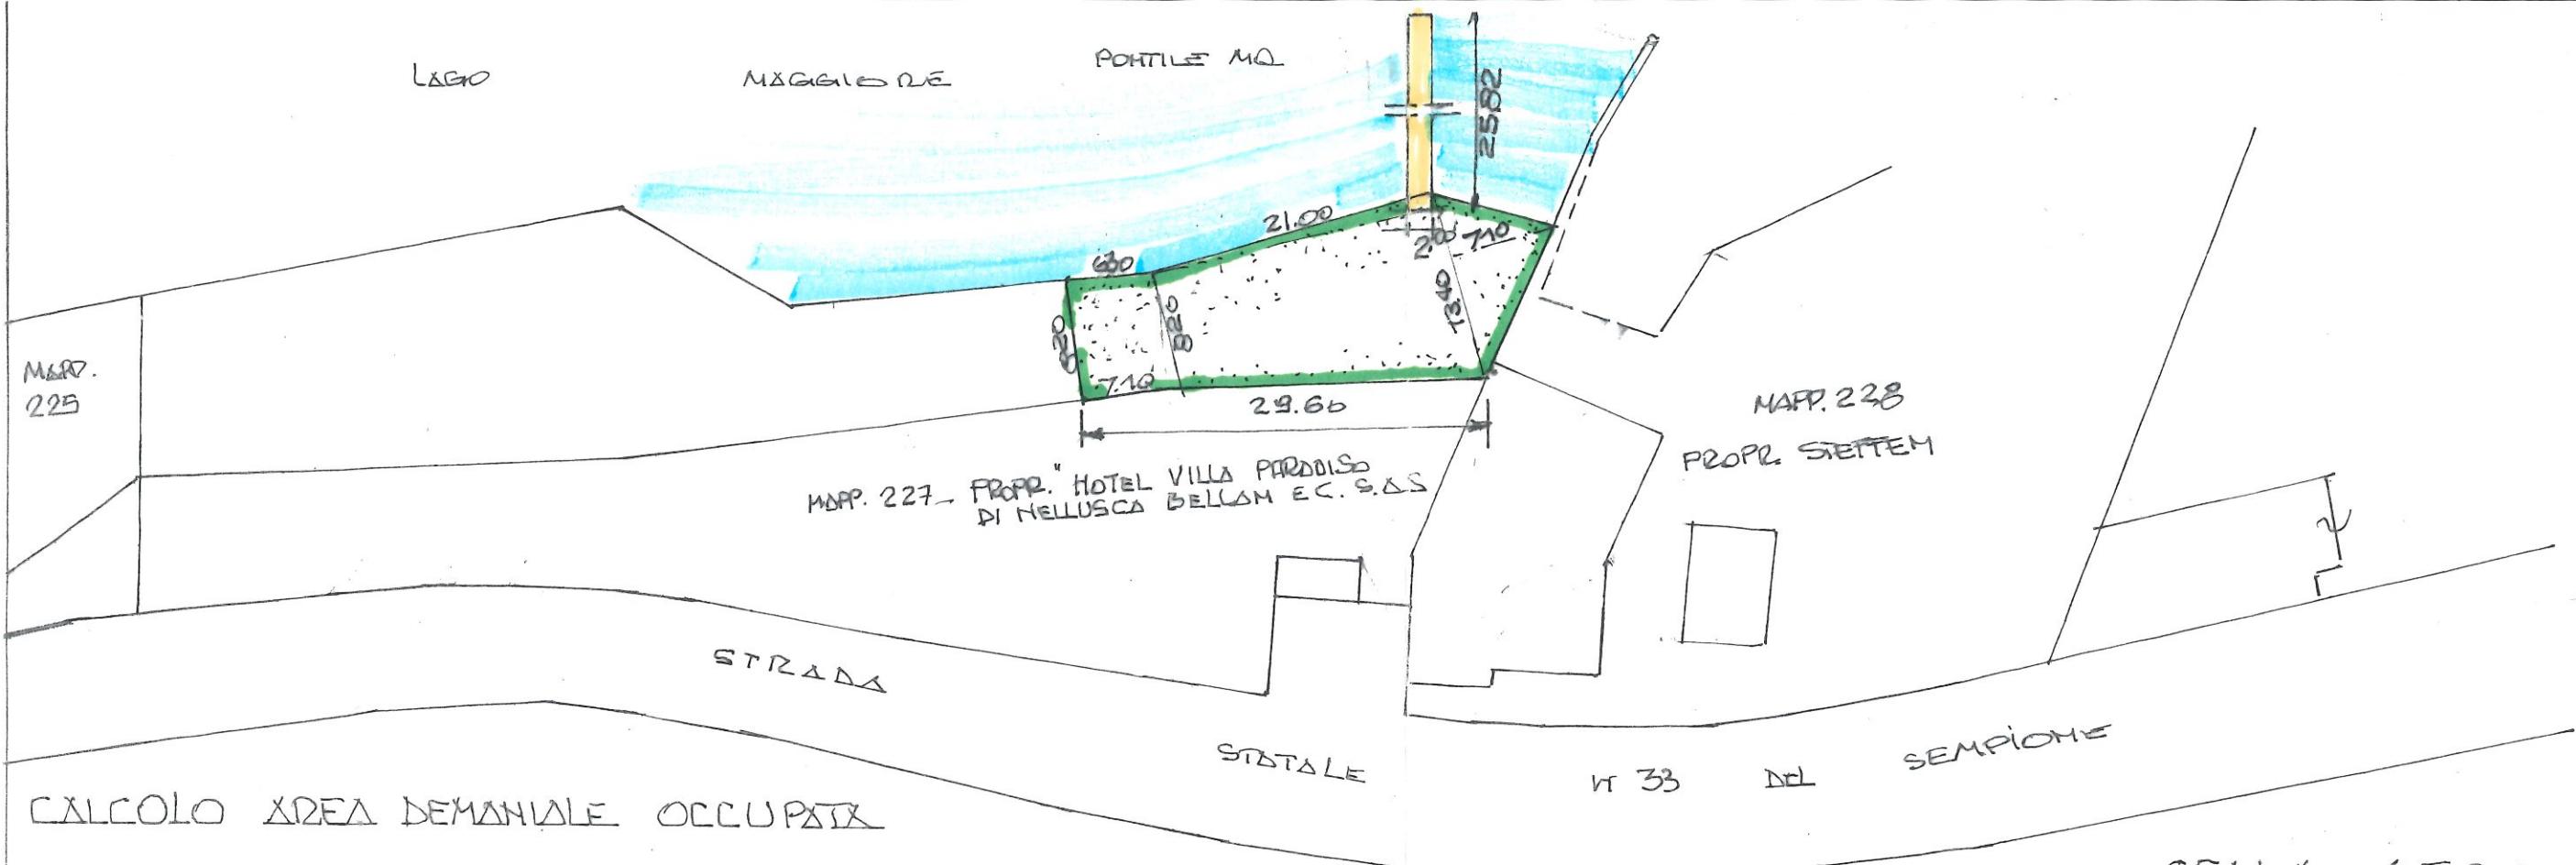 LAGO
MAGGIORE
PONTILE MQ
25.82
21.00
2.00
7.10
6.30
8.20
8.20
13.40
7.10
29.60
MAPP.
225
MAPP. 228
PROPR. STEFFEN
MAPP. 227 - PROPR. "HOTEL VILLA PARADISO
DI NELLUSCA BELLAM E C. S.A.S
STRADA
STATALE
N° 33
DEL
SEMPIONE
CALCOLO AREA DEMANIALE OCCUPATA